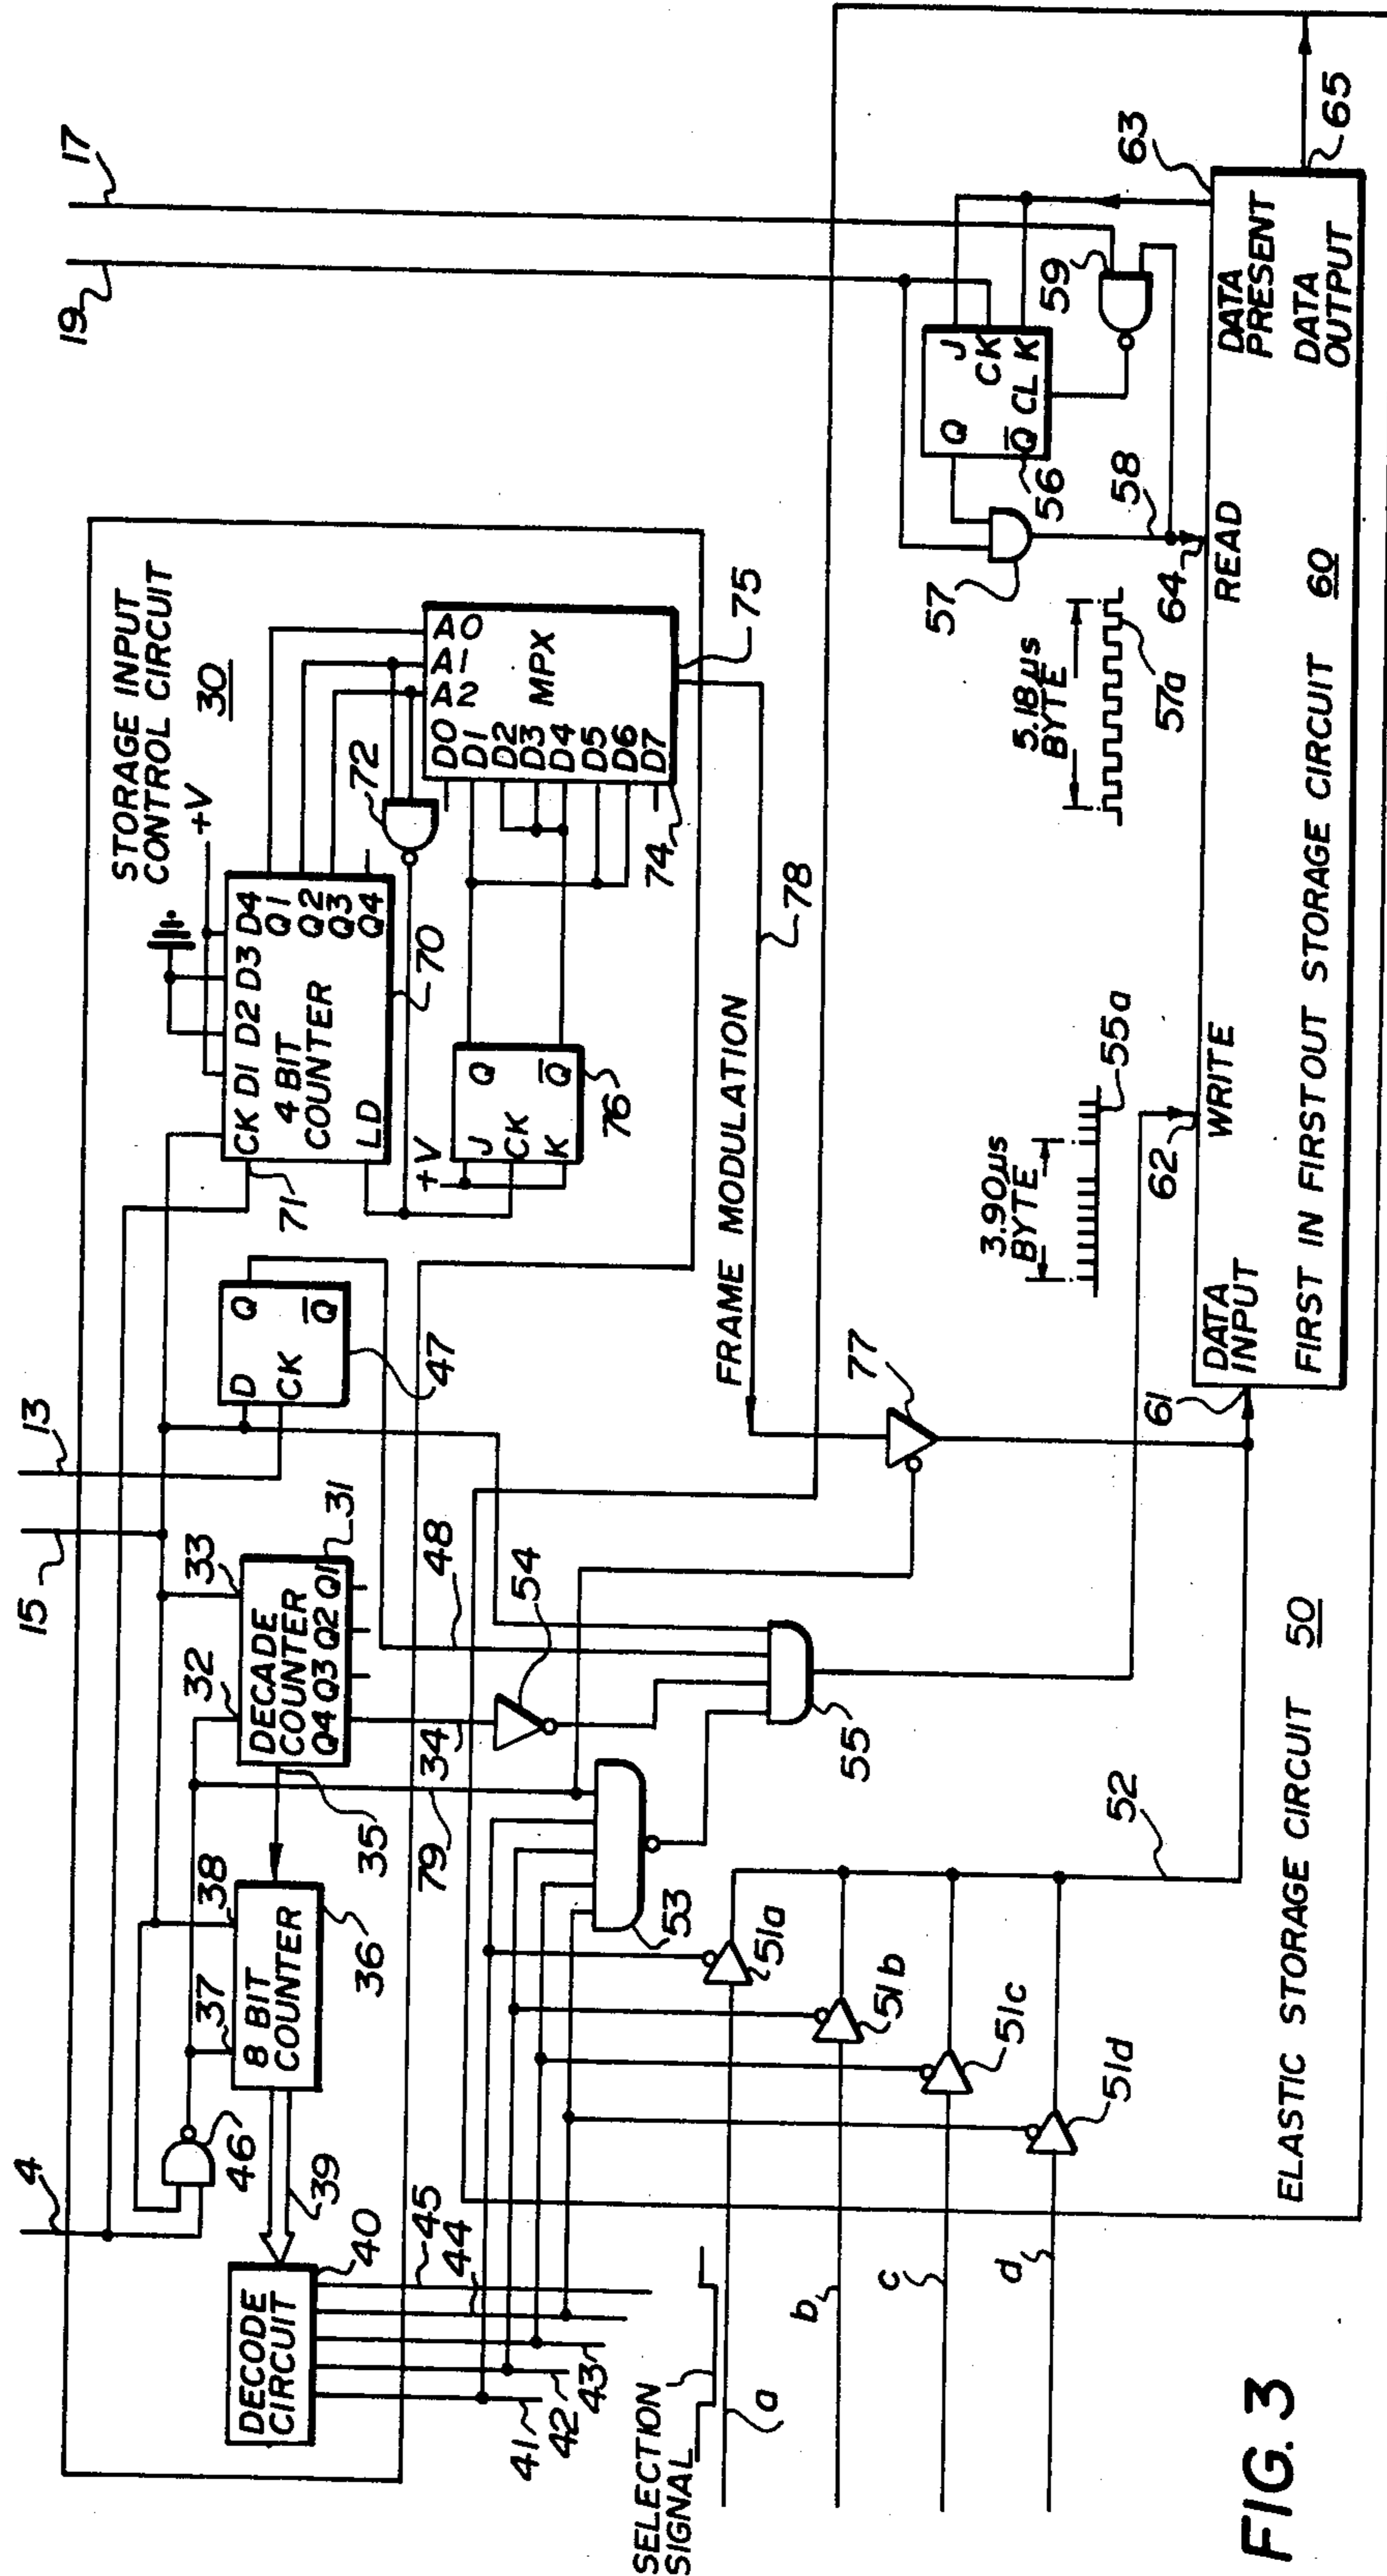 4
15
13
19
17
STORAGE INPUT
CONTROL CIRCUIT
30
+V
DECODE
CIRCUIT
40
39
46
37
38
8 BIT
COUNTER
36
35
32
33
DECADE
COUNTER
Q4 Q3 Q2 Q1
31
34
D
Q
CK
Q̅
47
71
CK D1 D2 D3 D4
4 BIT
COUNTER
LD
Q1
Q2
Q3
Q4
70
72
A0
A1
A2
MPX
D0
D1
D2
D3
D4
D5
D6
D7
74
75
+V
J
Q
CK
K
Q̅
76
FRAME MODULATION
78
45
44
43
42
41
79
48
54
53
55
SELECTION
SIGNAL
a
b
c
d
51a
51b
51c
51d
52
77
3.90μs
BYTE
55a
5.18μs
BYTE
57a
57
J
CK
K
Q
Q̅
CL
56
58
59
61
62
64
63
65
DATA
INPUT
WRITE
READ
DATA
PRESENT
DATA
OUTPUT
FIRST IN FIRST OUT STORAGE CIRCUIT 60
ELASTIC STORAGE CIRCUIT 50
FIG. 3